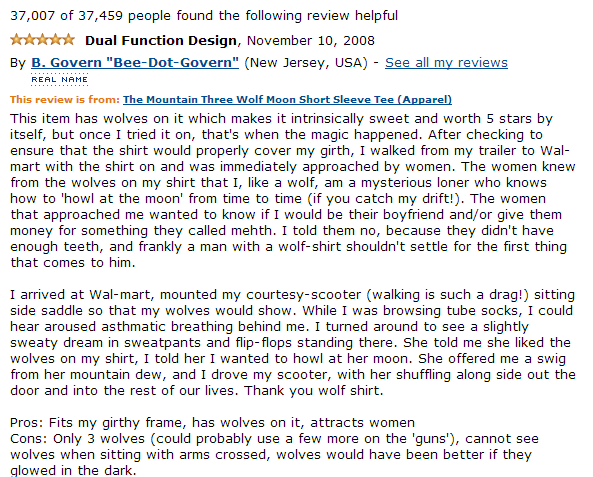 37,007 of 37,459 people found the following review helpful
Dual Function Design, November 10, 2008
By B. Govern "Bee-Dot-Govern" (New Jersey, USA) - See all my reviews
REAL NAME
This review is from: The Mountain Three Wolf Moon Short Sleeve Tee (Apparel)
This item has wolves on it which makes it intrinsically sweet and worth 5 stars by
itself, but once I tried it on, that's when the magic happened. After checking to
ensure that the shirt would properly cover my girth, I walked from my trailer to Wal-
mart with the shirt on and was immediately approached by women. The women knew
from the wolves on my shirt that I, like a wolf, am a mysterious loner who knows
how to 'howl at the moon' from time to time (if you catch my drift!). The women
that approached me wanted to know if I would be their boyfriend and/or give them
money for something they called mehth. I told them no, because they didn't have
enough teeth, and frankly a man with a wolf-shirt shouldn't settle for the first thing
that comes to him.
I arrived at Wal-mart, mounted my courtesy-scooter (walking is such a drag!) sitting
side saddle so that my wolves would show. While I was browsing tube socks, I could
hear aroused asthmatic breathing behind me. I turned around to see a slightly
sweaty dream in sweatpants and flip-flops standing there. She told me she liked the
wolves on my shirt, I told her I wanted to howl at her moon. She offered me a swig
from her mountain dew, and I drove my scooter, with her shuffling along side out the
door and into the rest of our lives. Thank you wolf shirt.
Pros: Fits my girthy frame, has wolves on it, attracts women
Cons: Only 3 wolves (could probably use a few more on the 'guns'), cannot see
wolves when sitting with arms crossed, wolves would have been better if they
glowed in the dark.